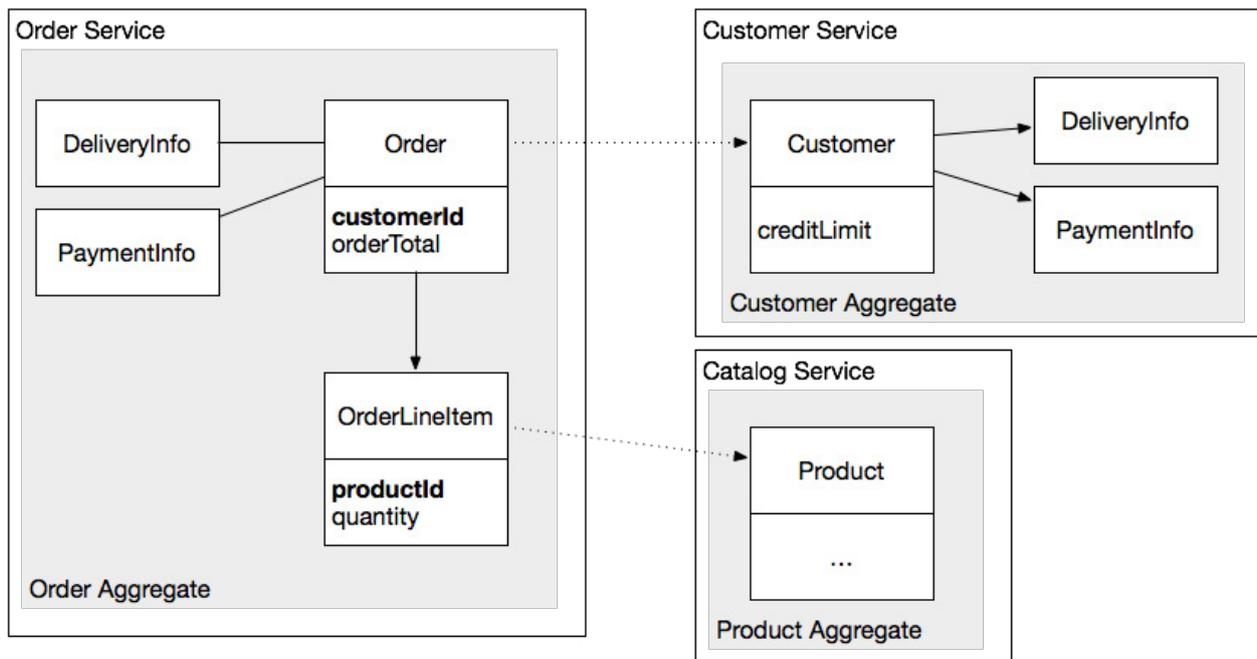 Order Service
DeliveryInfo
Order
PaymentInfo
customerId
orderTotal
OrderLineItem
productId
quantity
Order Aggregate
Customer Service
Customer
DeliveryInfo
creditLimit
PaymentInfo
Customer Aggregate
Catalog Service
Product
...
Product Aggregate